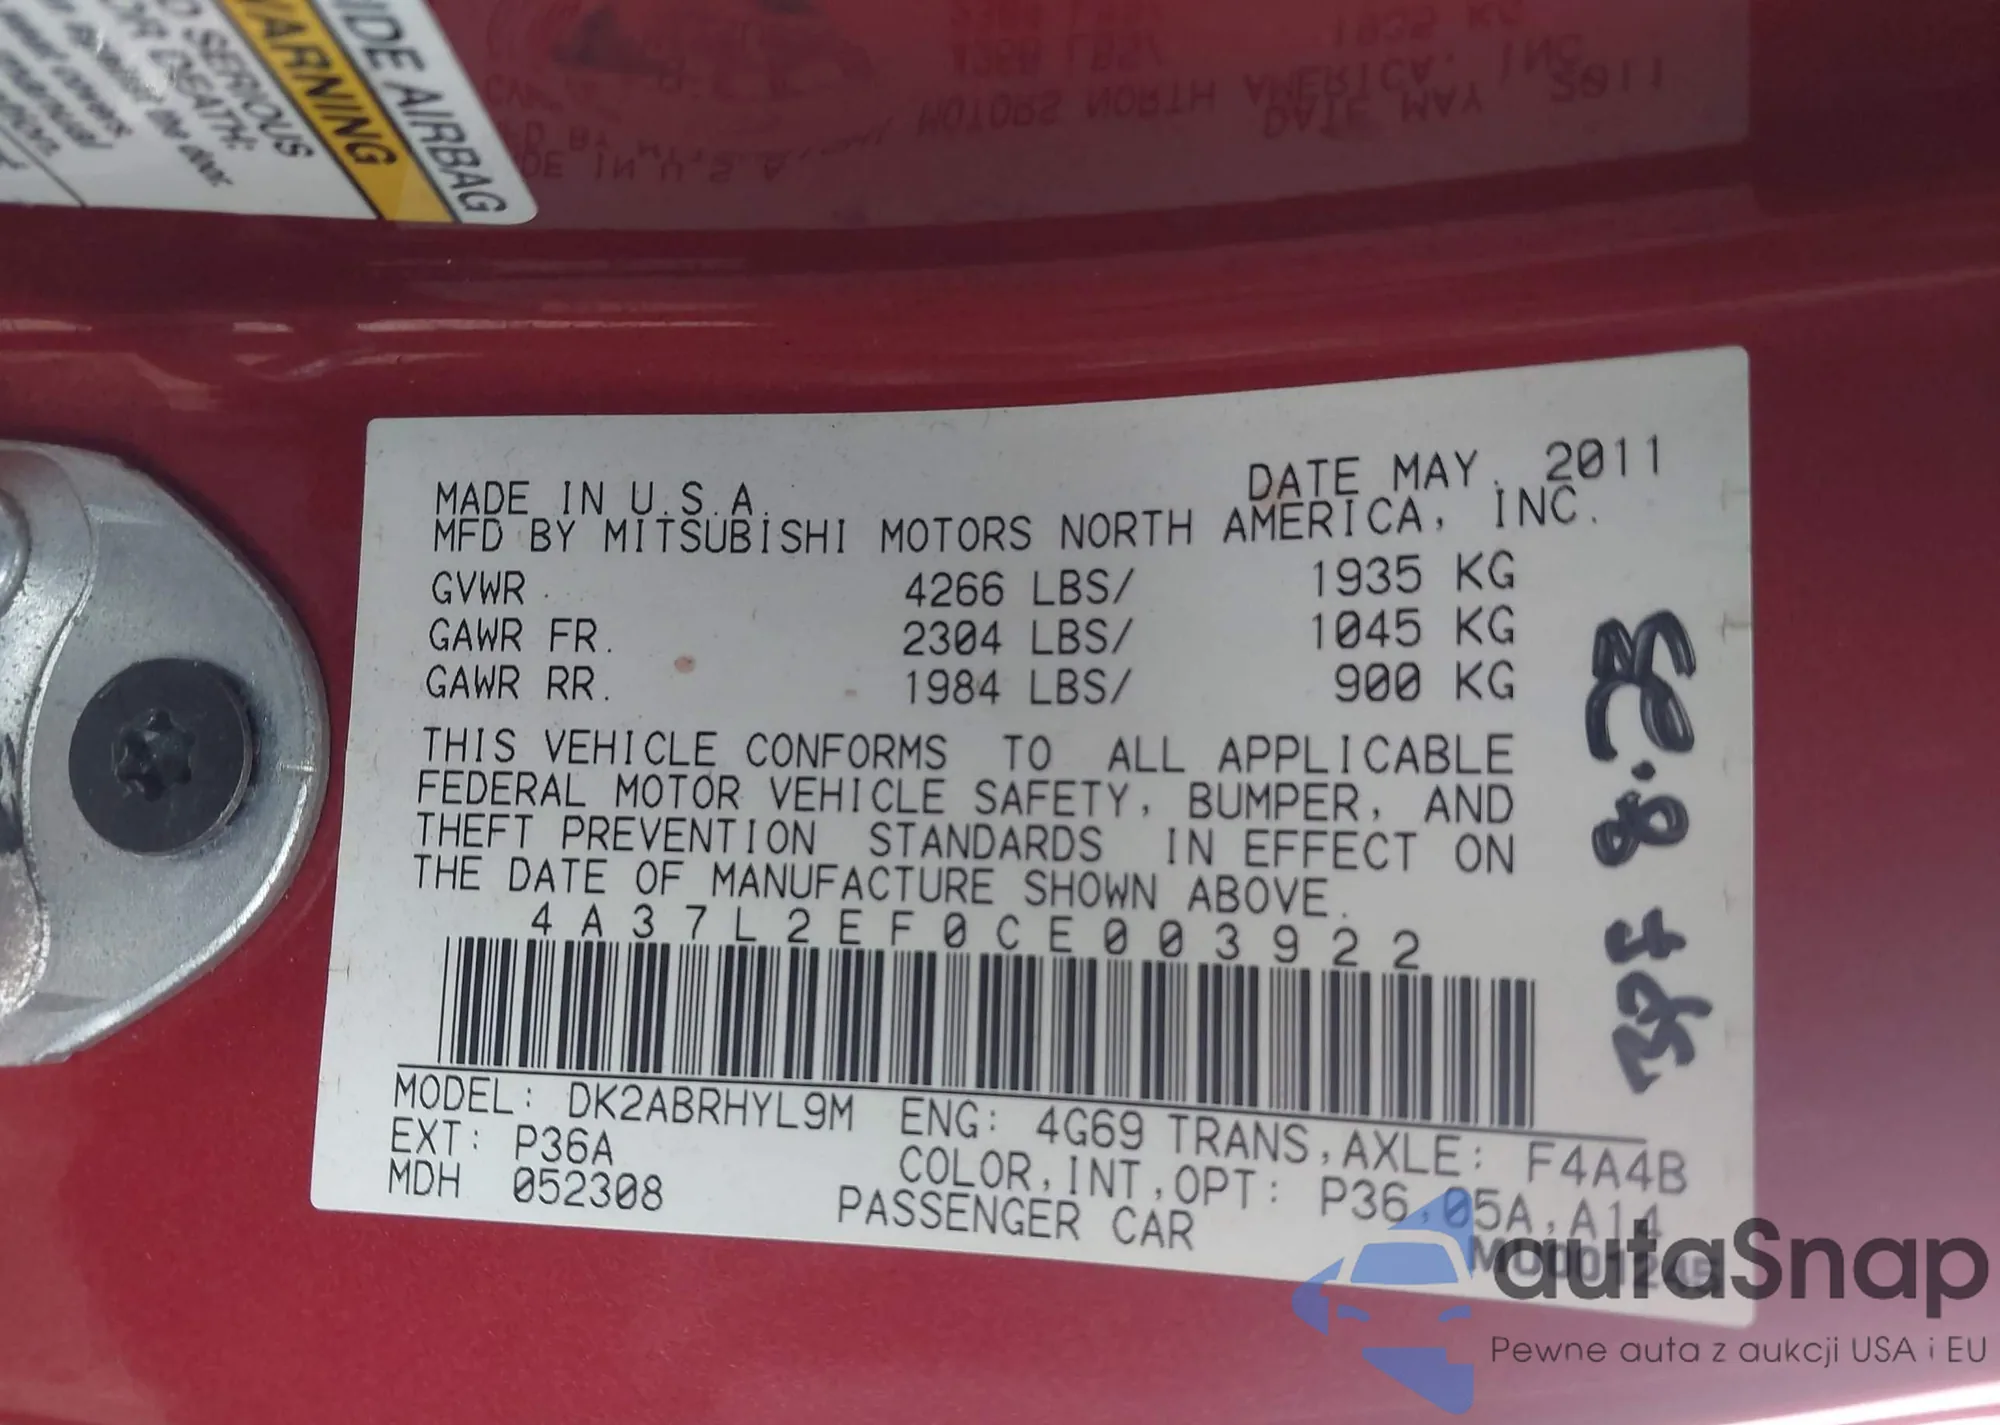 SIDE AIRBAG
WARNING
SERIOUS
OR DEATH:
the door.
MADE IN U.S.A.
DATE MAY. 2011
MFD BY MITSUBISHI MOTORS NORTH AMERICA, INC.
GVWR 4266 LBS/ 1935 KG
GAWR FR. 2304 LBS/ 1045 KG
GAWR RR. 1984 LBS/ 900 KG
THIS VEHICLE CONFORMS TO ALL APPLICABLE
FEDERAL MOTOR VEHICLE SAFETY, BUMPER, AND
THEFT PREVENTION STANDARDS IN EFFECT ON
THE DATE OF MANUFACTURE SHOWN ABOVE.
4A37L2EF0CE003922
MODEL: DK2ABRHYL9M ENG: 4G69 TRANS,AXLE: F4A4B
EXT: P36A COLOR,INT,OPT: P36,05A,A14
MDH 052308 PASSENGER CAR
autaSnap
Pewne auta z aukcji USA i EU